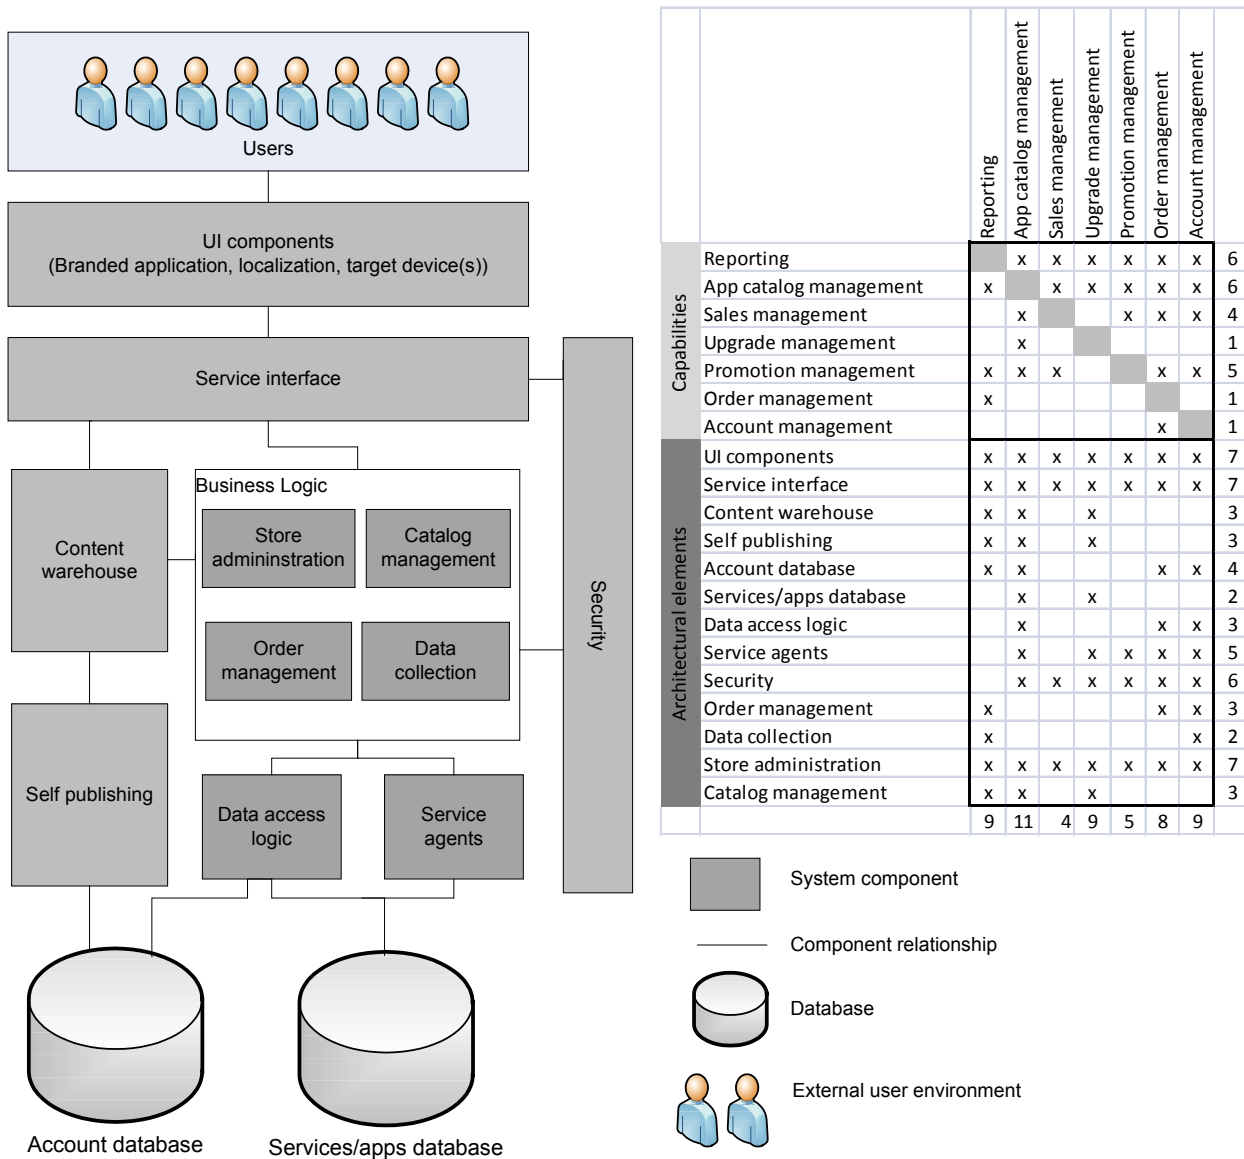 Users
UI components
(Branded application, localization, target device(s))
Service interface
Content
warehouse
Business Logic
Store
admininstration
Catalog
management
Order
management
Data
collection
Security
Self publishing
Data access
logic
Service
agents
Account database
Services/apps database
Reporting
App catalog management
Sales management
Upgrade management
Promotion management
Order management
Account management
Capabilities
Reporting x x x x x x 6
App catalog management x x x x x x 6
Sales management x x x x 4
Upgrade management x 1
Promotion management x x x x x 5
Order management x 1
Account management x 1
Architectural elements
UI components x x x x x x x 7
Service interface x x x x x x x 7
Content warehouse x x x 3
Self publishing x x x 3
Account database x x x x 4
Services/apps database x x 2
Data access logic x x x 3
Service agents x x x x x 5
Security x x x x x x 6
Order management x x x 3
Data collection x x 2
Store administration x x x x x x x 7
Catalog management x x x 3
9 11 4 9 5 8 9
System component
Component relationship
Database
External user environment